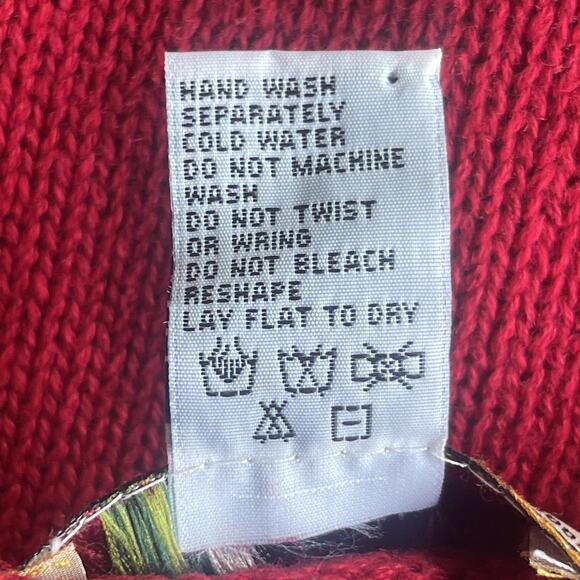 HAND WASH
SEPARATELY
COLD WATER
DO NOT MACHINE
WASH
DO NOT TWIST
OR WRING
DO NOT BLEACH
RESHAPE
LAY FLAT TO DRY